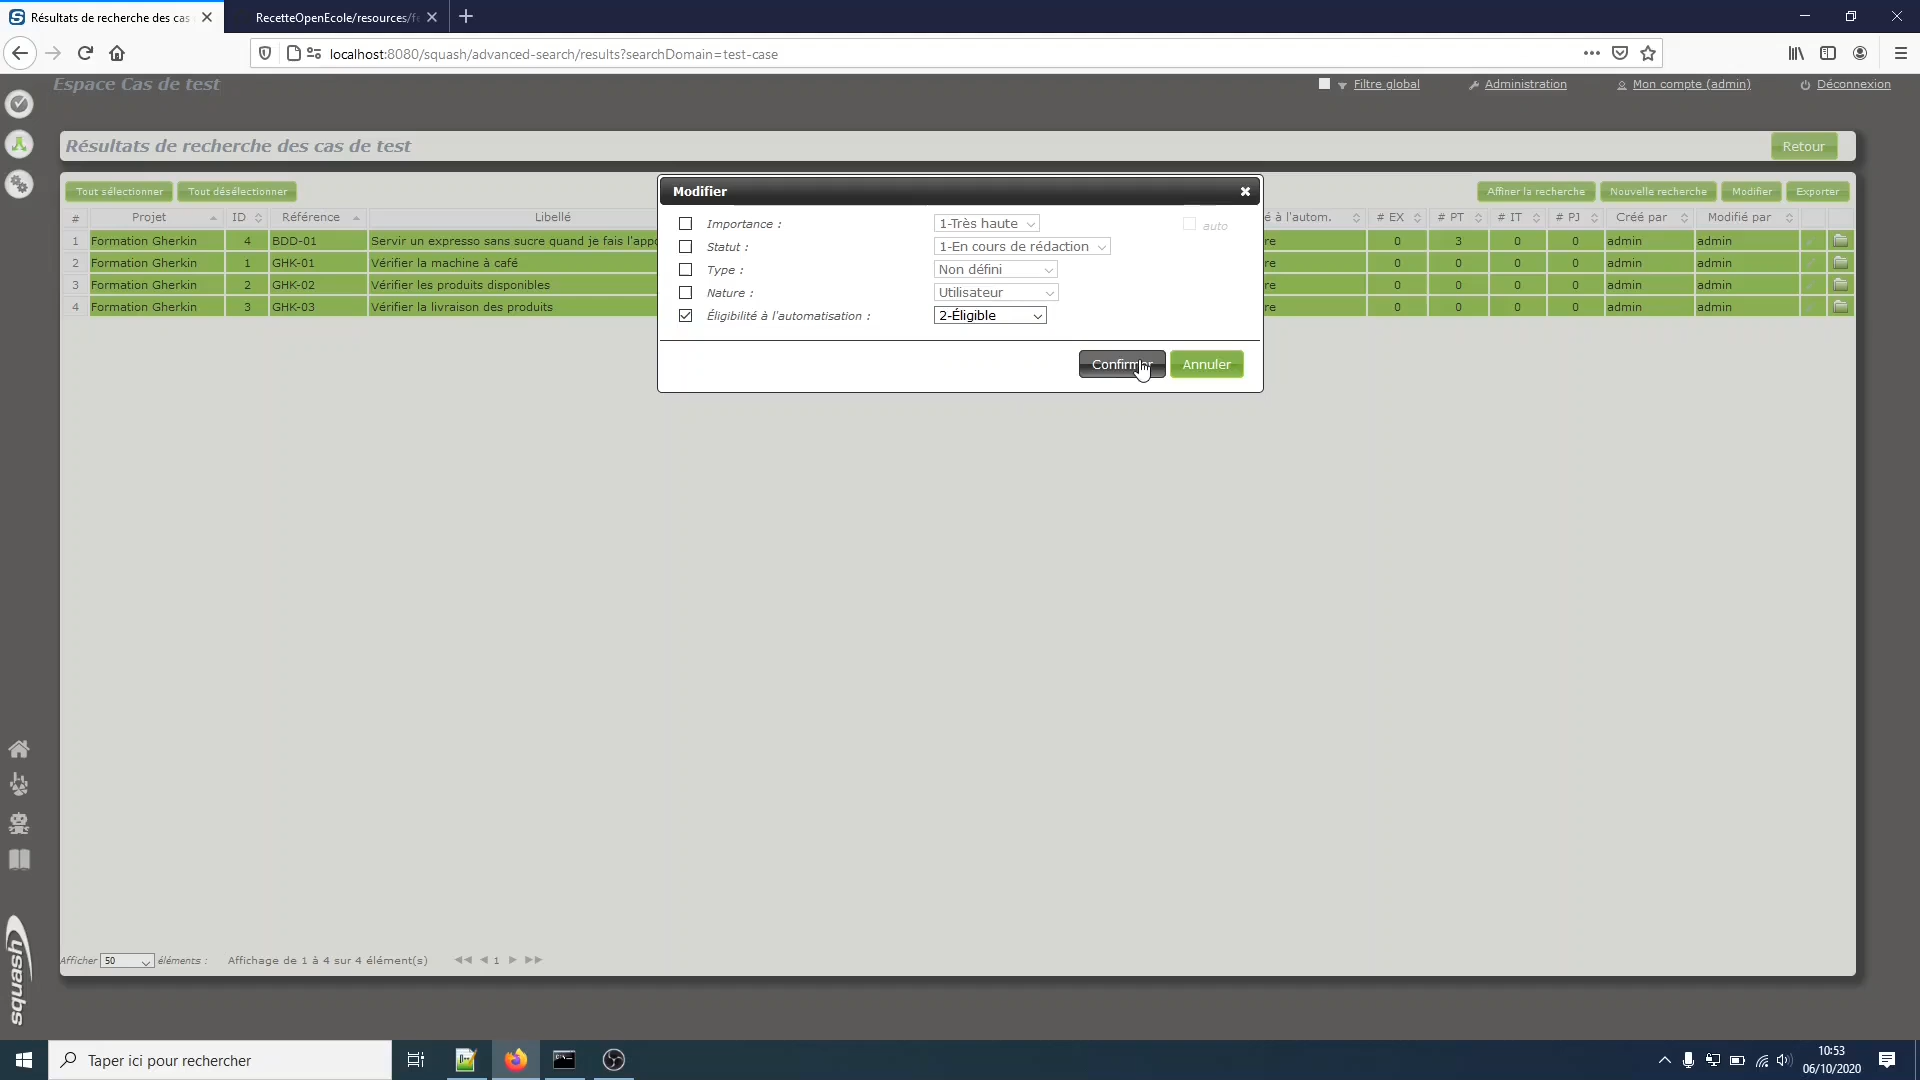 Résultats de recherche des cas
RecetteOpenEcole/resources/f
localhost:8080/squash/advanced-search/results?searchDomain=test-case
Espace Cas de test
Filtre global
Administration
Mon compte (admin)
Déconnexion
Résultats de recherche des cas de test
Retour
Tout sélectionner Tout désélectionner
Affiner la recherche Nouvelle recherche Modifier Exporter
# Projet ID Référence Libellé é à l'autom. # EX # PT # IT # PJ Créé par Modifié par
1 Formation Gherkin 4 BDD-01 Servir un expresso sans sucre quand je fais l'appo re 0 3 0 0 admin admin
2 Formation Gherkin 1 GHK-01 Vérifier la machine à café re 0 0 0 0 admin admin
3 Formation Gherkin 2 GHK-02 Vérifier les produits disponibles re 0 0 0 0 admin admin
4 Formation Gherkin 3 GHK-03 Vérifier la livraison des produits re 0 0 0 0 admin admin
Modifier
Importance : 1-Très haute auto
Statut : 1-En cours de rédaction
Type : Non défini
Nature : Utilisateur
Éligibilité à l'automatisation : 2-Éligible
Confirmer Annuler
Afficher 50 éléments : Affichage de 1 à 4 sur 4 élément(s) 1
squash
Taper ici pour rechercher
10:53
06/10/2020